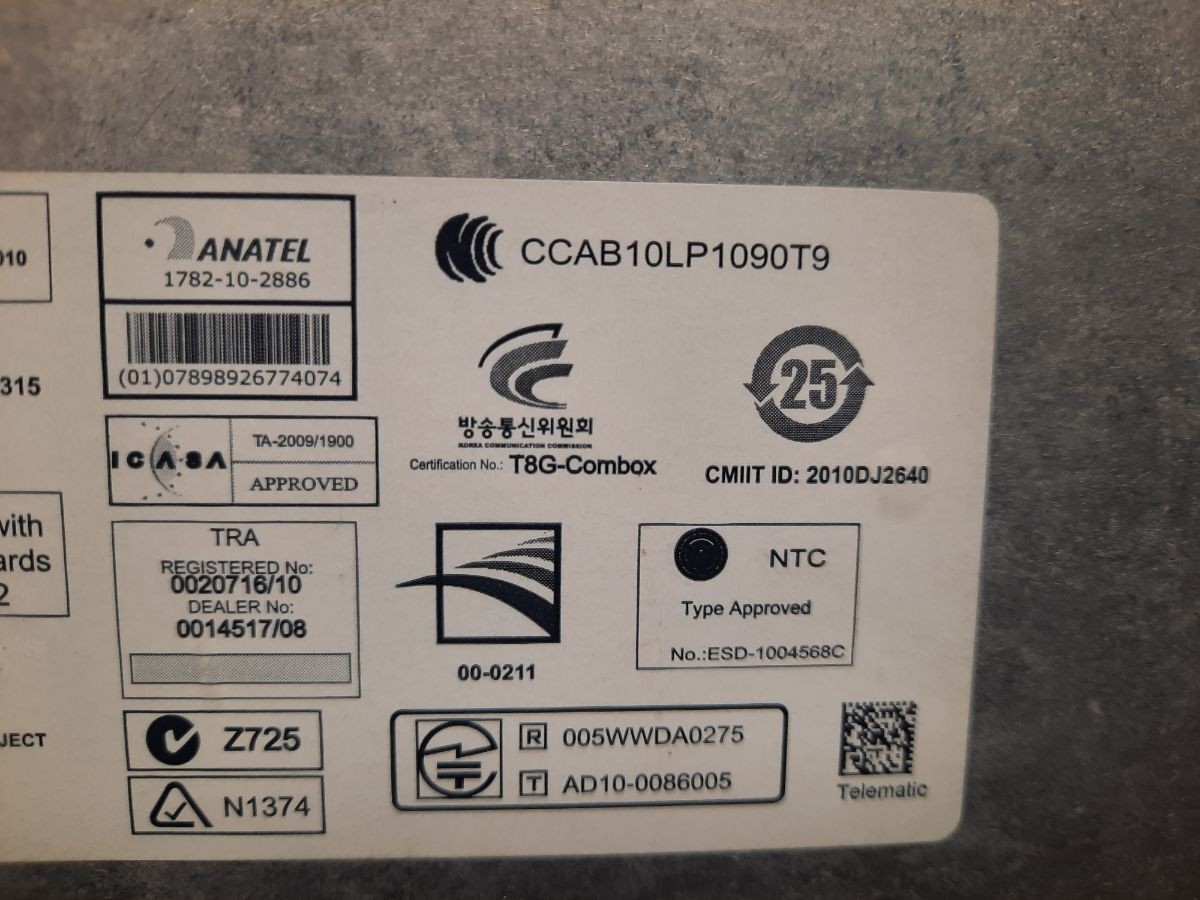 010
315
with
ards
2
JECT
ANATEL
1782-10-2886
(01)07898926774074
ICASA
TA-2009/1900
APPROVED
TRA
REGISTERED No:
0020716/10
DEALER No:
0014517/08
Z725
N1374
CCAB10LP1090T9
방송통신위원회
KOREA COMMUNICATION COMMISSION
Certification No.: T8G-Combox
25
CMIIT ID: 2010DJ2640
00-0211
NTC
Type Approved
No.:ESD-1004568C
R 005WWDA0275
T AD10-0086005
Telematic